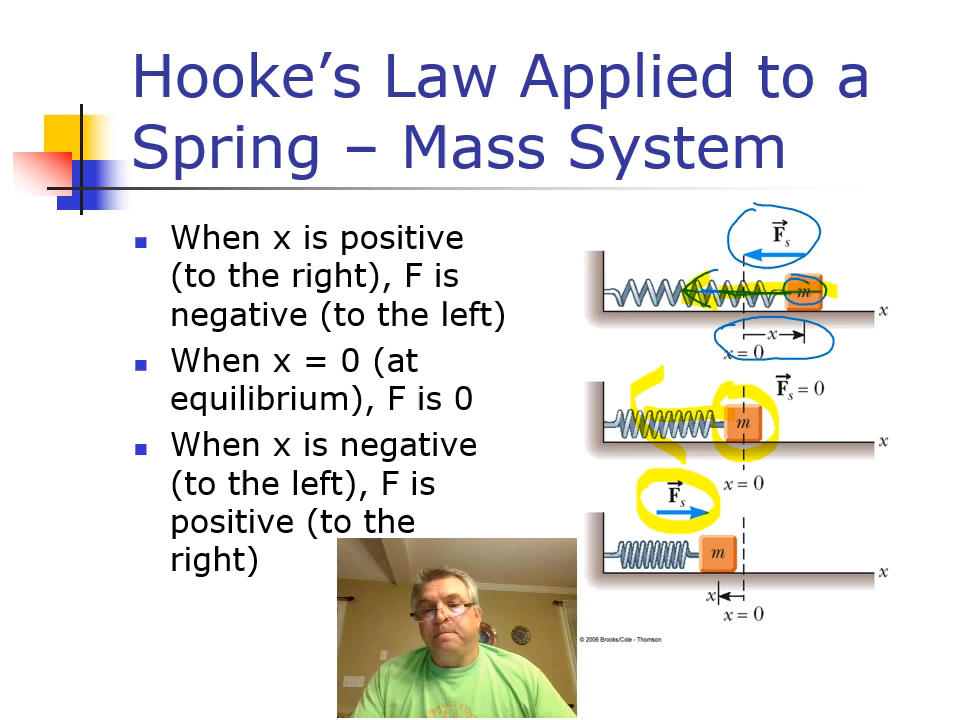 Hooke’s Law Applied to a
Spring – Mass System
When x is positive
(to the right), F is
negative (to the left)
When x = 0 (at
equilibrium), F is 0
When x is negative
(to the left), F is
positive (to the
right)
F⃗s
m
x
x
x = 0
F⃗s = 0
m
x
x = 0
F⃗s
m
x
x
x = 0
© 2006 Brooks/Cole - Thomson